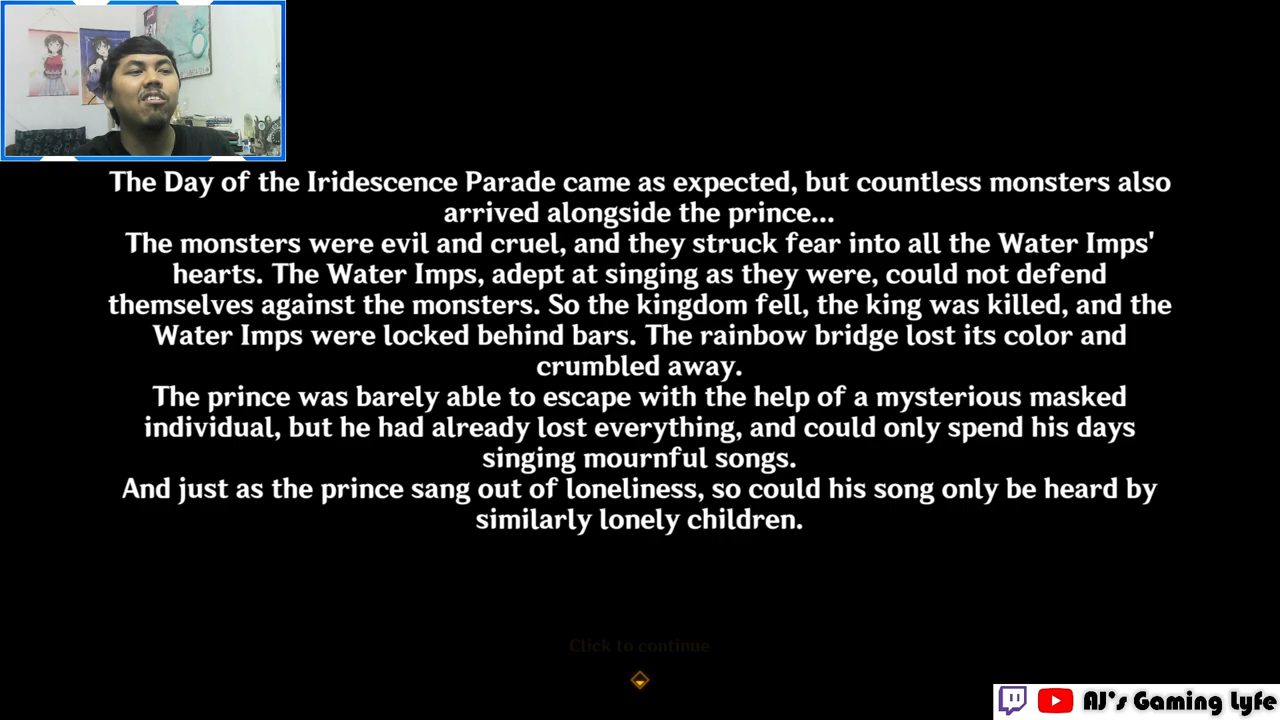 The Day of the Iridescence Parade came as expected, but countless monsters also
arrived alongside the prince...
The monsters were evil and cruel, and they struck fear into all the Water Imps'
hearts. The Water Imps, adept at singing as they were, could not defend
themselves against the monsters. So the kingdom fell, the king was killed, and the
Water Imps were locked behind bars. The rainbow bridge lost its color and
crumbled away.
The prince was barely able to escape with the help of a mysterious masked
individual, but he had already lost everything, and could only spend his days
singing mournful songs.
And just as the prince sang out of loneliness, so could his song only be heard by
similarly lonely children.
Click to continue
AJ's Gaming Lyfe